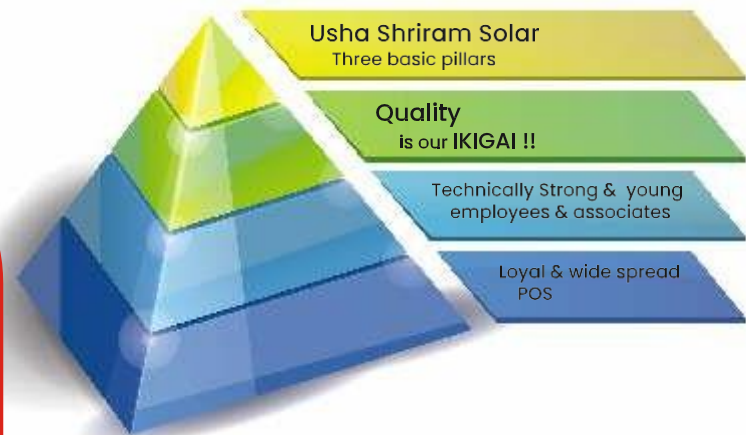 Usha Shriram Solar
Three basic pillars
Quality
is our IKIGAI !!
Technically Strong & young
employees & associates
Loyal & wide spread
POS